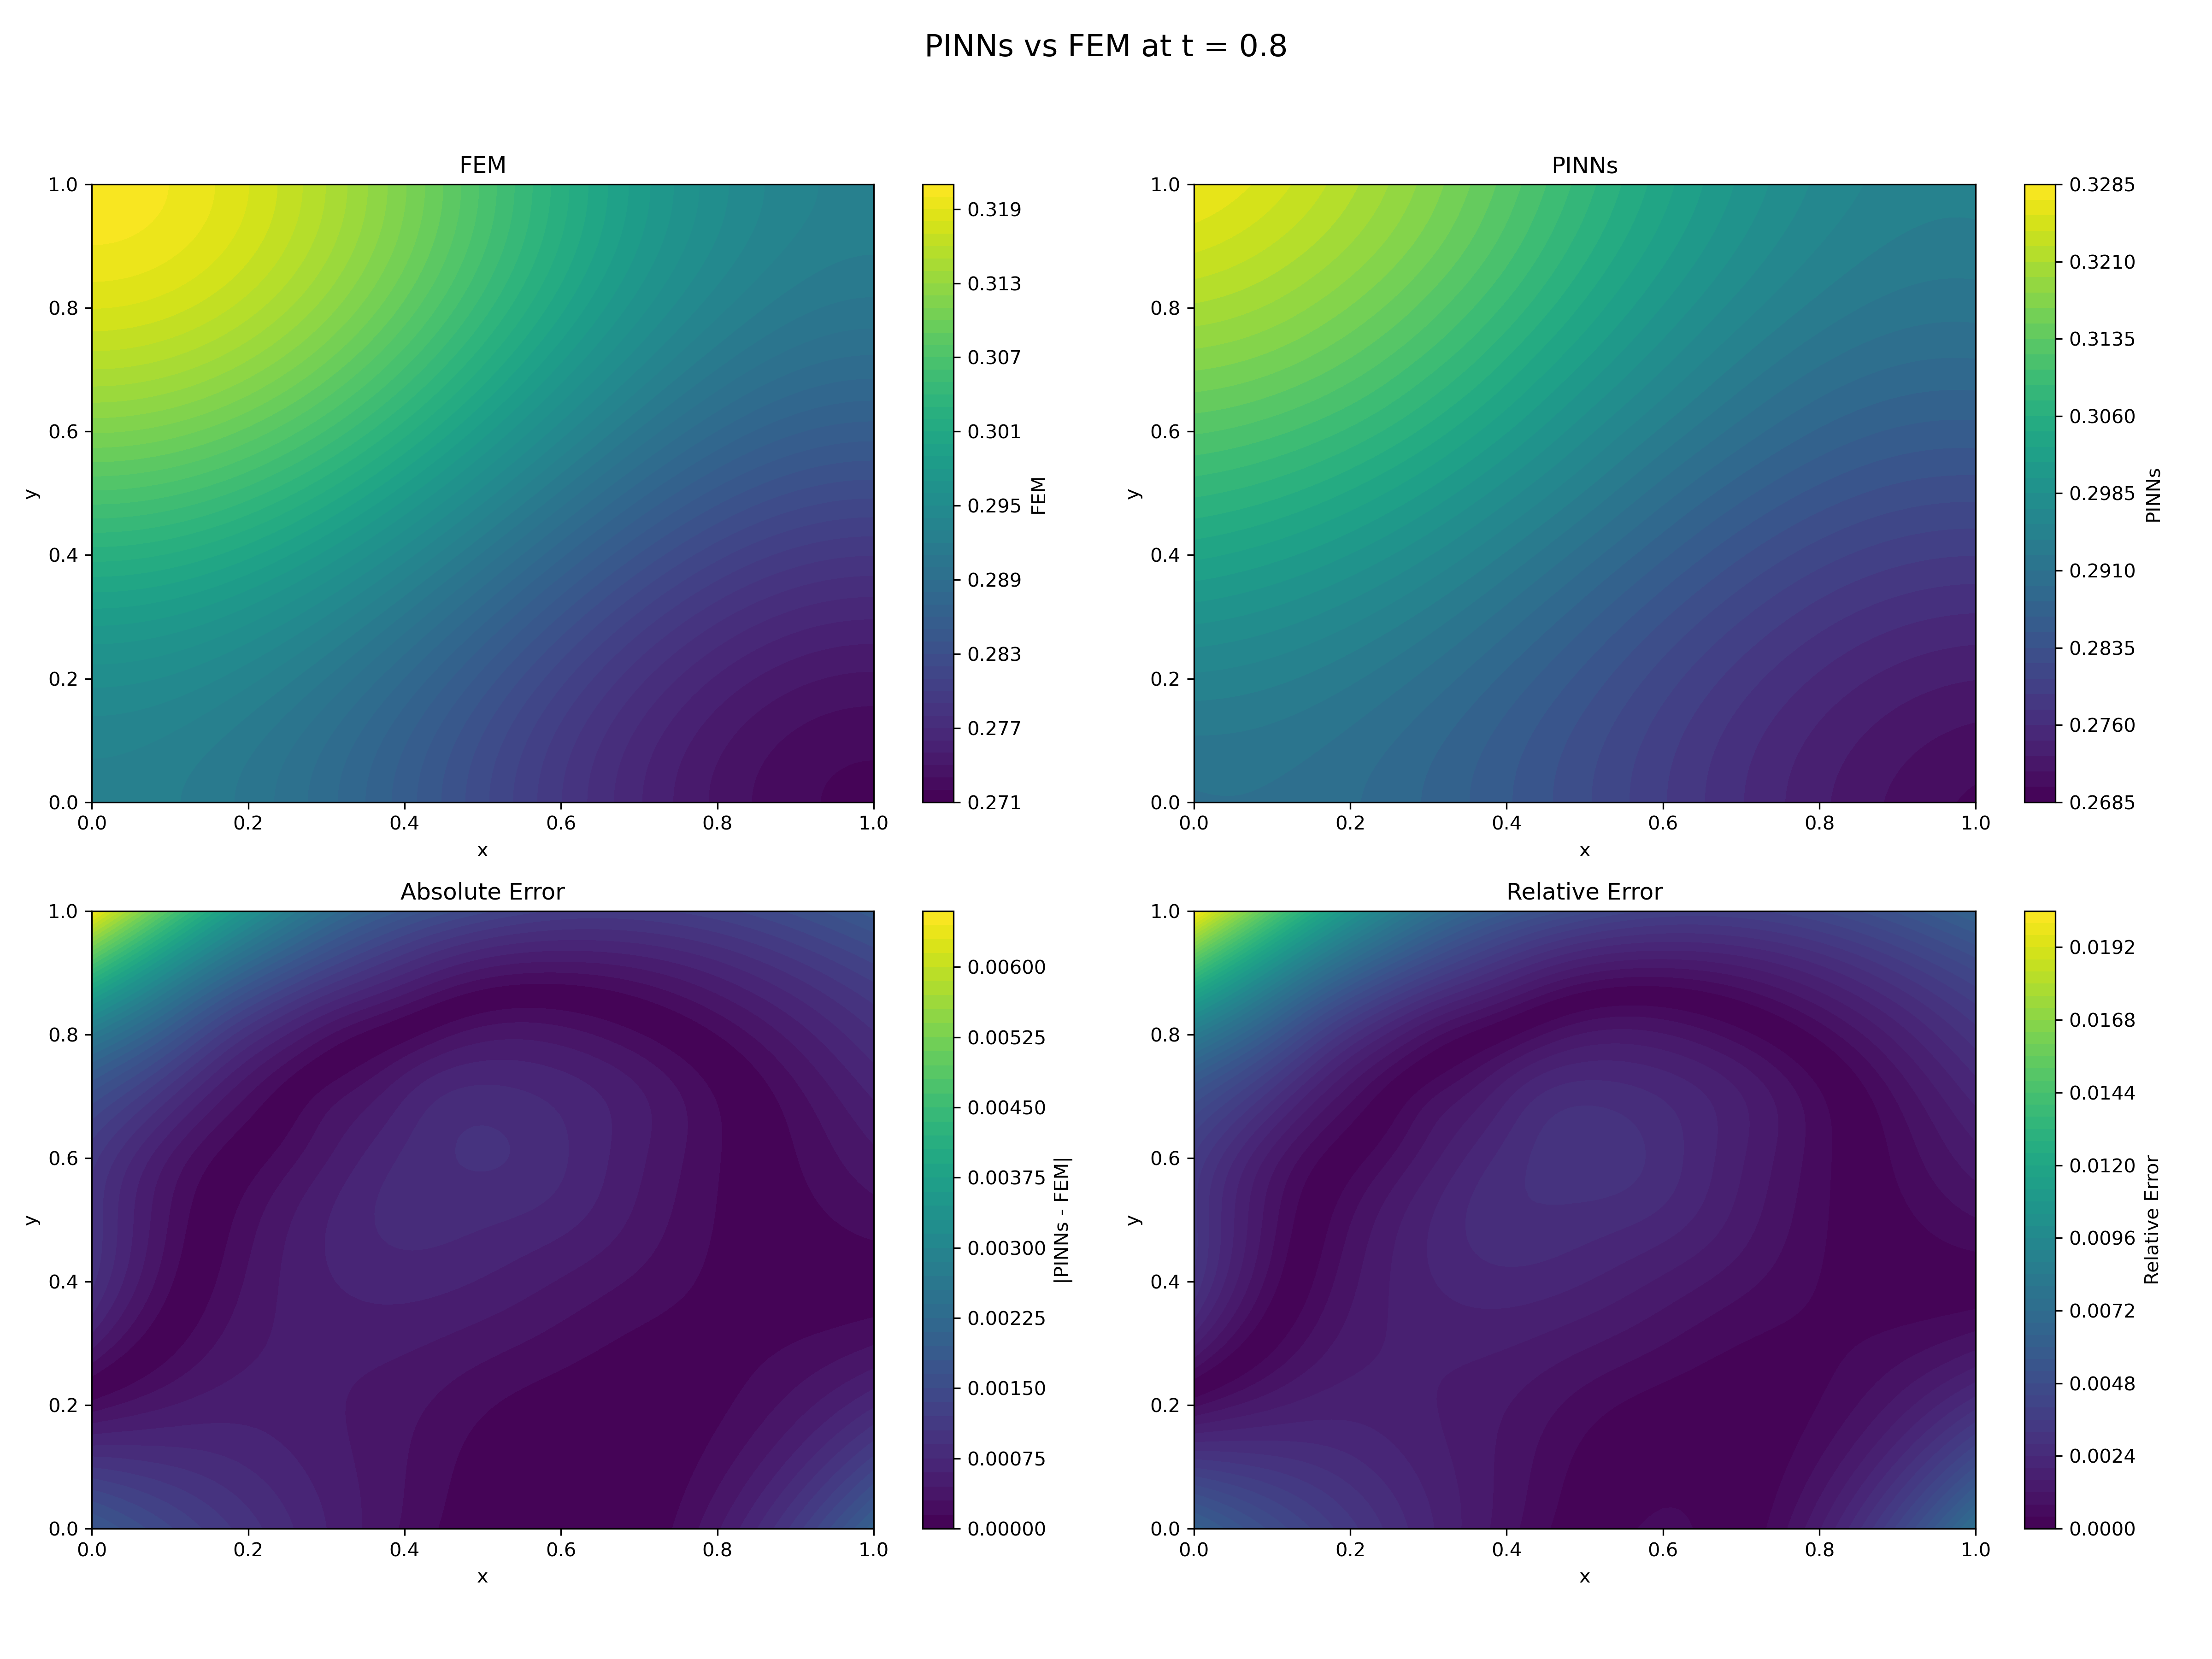 PINNs vs FEM at t = 0.8
FEM
1.0
0.8
0.6
0.4
0.2
0.0
y
0.0 0.2 0.4 0.6 0.8 1.0
x
0.319
0.313
0.307
0.301
0.295
0.289
0.283
0.277
0.271
FEM
PINNs
1.0
0.8
0.6
0.4
0.2
0.0
y
0.0 0.2 0.4 0.6 0.8 1.0
x
0.3285
0.3210
0.3135
0.3060
0.2985
0.2910
0.2835
0.2760
0.2685
PINNs
Absolute Error
1.0
0.8
0.6
0.4
0.2
0.0
y
0.0 0.2 0.4 0.6 0.8 1.0
x
0.00600
0.00525
0.00450
0.00375
0.00300
0.00225
0.00150
0.00075
0.00000
|PINNs - FEM|
Relative Error
1.0
0.8
0.6
0.4
0.2
0.0
y
0.0 0.2 0.4 0.6 0.8 1.0
x
0.0192
0.0168
0.0144
0.0120
0.0096
0.0072
0.0048
0.0024
0.0000
Relative Error